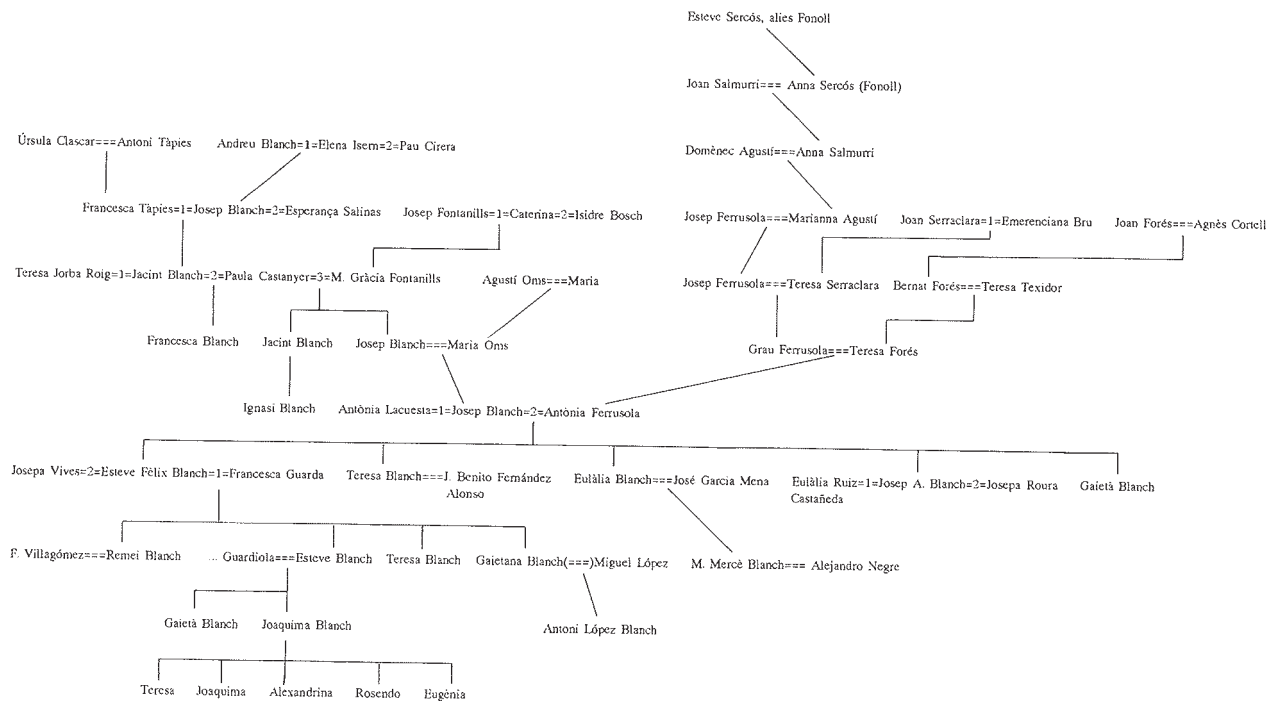 Esteve Sercós, alies Fonoll
Joan Salmurri=== Anna Sercós (Fonoll)
Úrsula Clascar===Antoni Tàpies Andreu Blanch=1=Elena Isern=2=Pau Cirera Domènec Agustí===Anna Salmurri
Francesca Tàpies=1=Josep Blanch=2=Esperança Salinas Josep Fontanills=1=Caterina=2=Isidre Bosch Josep Ferrusola===Marianna Agustí Joan Serraclara=1=Emerenciana Bru Joan Forés===Agnès Cortell
Teresa Jorba Roig=1=Jacint Blanch=2=Paula Castanyer=3=M. Gràcia Fontanills Agustí Oms===Maria Josep Ferrusola===Teresa Serraclara Bernat Forés===Teresa Texidor
Francesca Blanch Jacint Blanch Josep Blanch===Maria Oms Grau Ferrusola===Teresa Forés
Ignasi Blanch Antònia Lacuesta=1=Josep Blanch=2=Antònia Ferrusola
Josepa Vives=2=Esteve Fèlix Blanch=1=Francesca Guarda Teresa Blanch===J. Benito Fernández Eulàlia Blanch===José Garcia Mena Eulàlia Ruiz=1=Josep A. Blanch=2=Josepa Roura Gaietà Blanch
Alonso Castañeda
F. Villagómez===Remei Blanch ... Guardiola===Esteve Blanch Teresa Blanch Gaietana Blanch(===)Miguel López M. Mercè Blanch=== Alejandro Negre
Gaietà Blanch Joaquima Blanch Antoni López Blanch
Teresa Joaquima Alexandrina Rosendo Eugènia